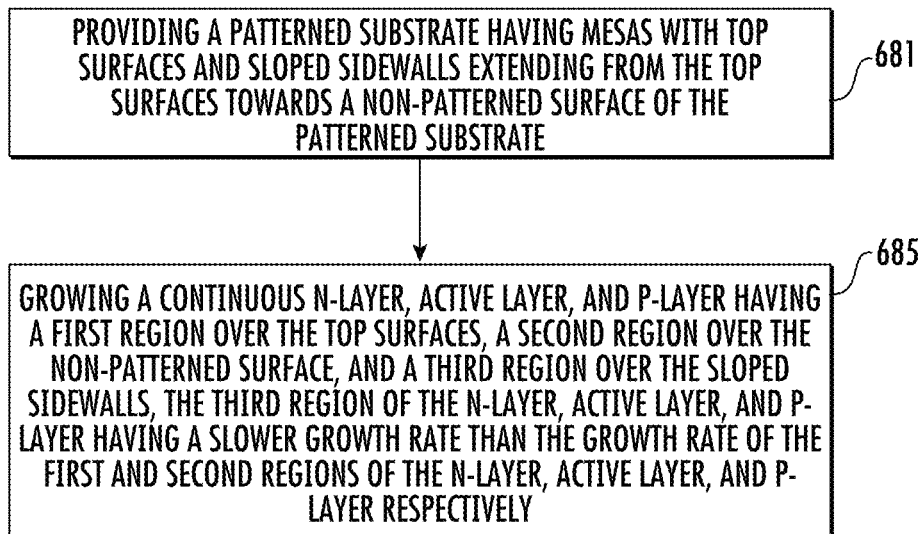 PROVIDING A PATTERNED SUBSTRATE HAVING MESAS WITH TOP
SURFACES AND SLOPED SIDEWALLS EXTENDING FROM THE TOP
SURFACES TOWARDS A NON-PATTERNED SURFACE OF THE
PATTERNED SUBSTRATE
681
GROWING A CONTINUOUS N-LAYER, ACTIVE LAYER, AND P-LAYER HAVING
A FIRST REGION OVER THE TOP SURFACES, A SECOND REGION OVER THE
NON-PATTERNED SURFACE, AND A THIRD REGION OVER THE SLOPED
SIDEWALLS, THE THIRD REGION OF THE N-LAYER, ACTIVE LAYER, AND P-
LAYER HAVING A SLOWER GROWTH RATE THAN THE GROWTH RATE OF THE
FIRST AND SECOND REGIONS OF THE N-LAYER, ACTIVE LAYER, AND P-
LAYER RESPECTIVELY
685